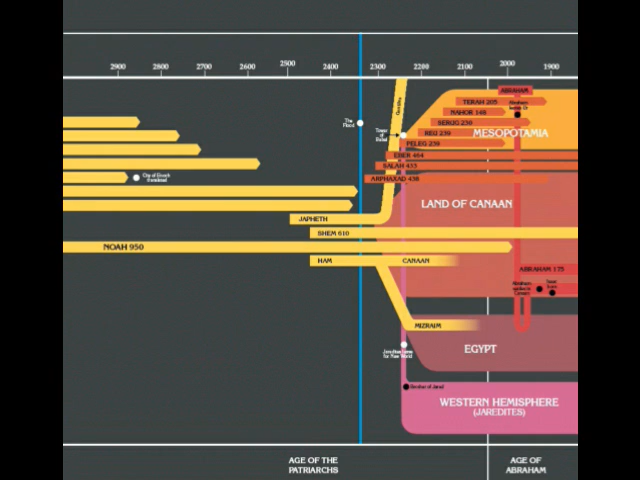 2900 2800 2700 2600 2500 2400 2300 2200 2100 2000 1900
ABRAHAM
TERAH 205
NAHOR 148
SERUG 230
REU 239
MESOPOTAMIA
PELEG 239
EBER 464
SALAH 433
ARPHAXAD 438
The
Flood
Tower
of
Babel
Gentiles
City of Enoch
LAND OF CANAAN
JAPHETH
SHEM 610
NOAH 950
HAM
CANAAN
ABRAHAM 175
MIZRAIM
EGYPT
WESTERN HEMISPHERE
(JAREDITES)
AGE OF THE
PATRIARCHS
AGE OF
ABRAHAM